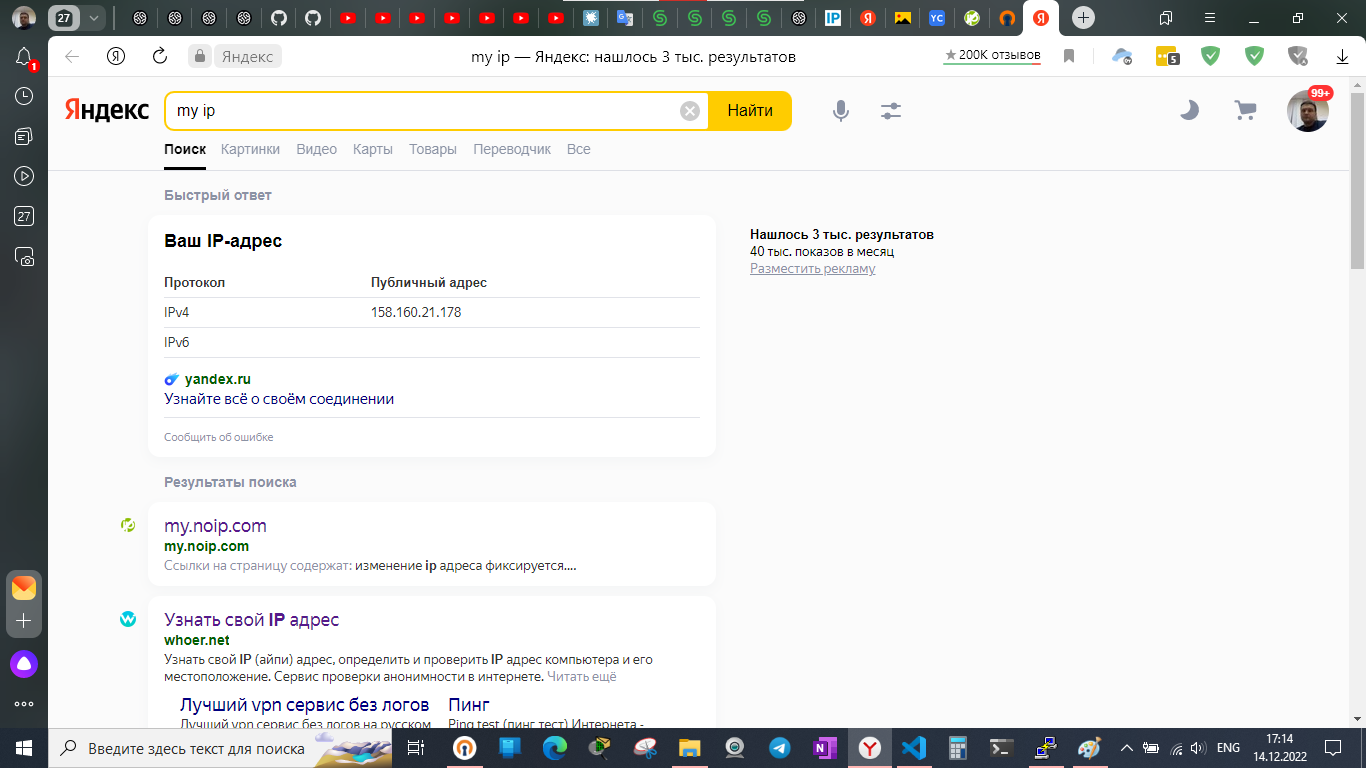 27
my ip — Яндекс: нашлось 3 тыс. результатов
Яндекс
★ 200К отзывов
5
1
27
Яндекс
my ip
Найти
99+
Поиск
Картинки
Видео
Карты
Товары
Переводчик
Все
Быстрый ответ
Ваш IP-адрес
Протокол
Публичный адрес
IPv4
158.160.21.178
IPv6
yandex.ru
Узнайте всё о своём соединении
Сообщить об ошибке
Нашлось 3 тыс. результатов
40 тыс. показов в месяц
Разместить рекламу
Результаты поиска
my.noip.com
my.noip.com
Ссылки на страницу содержат: изменение ip адреса фиксируется....
Узнать свой IP адрес
whoer.net
Узнать свой IP (айпи) адрес, определить и проверить IP адрес компьютера и его
местоположение. Сервис проверки анонимности в интернете. Читать ещё
Лучший vpn сервис без логов
Пинг
Лучший vpn сервис без логов на русском
Ping test (пинг тест) Интернета -
Введите здесь текст для поиска
ENG
17:14
14.12.2022